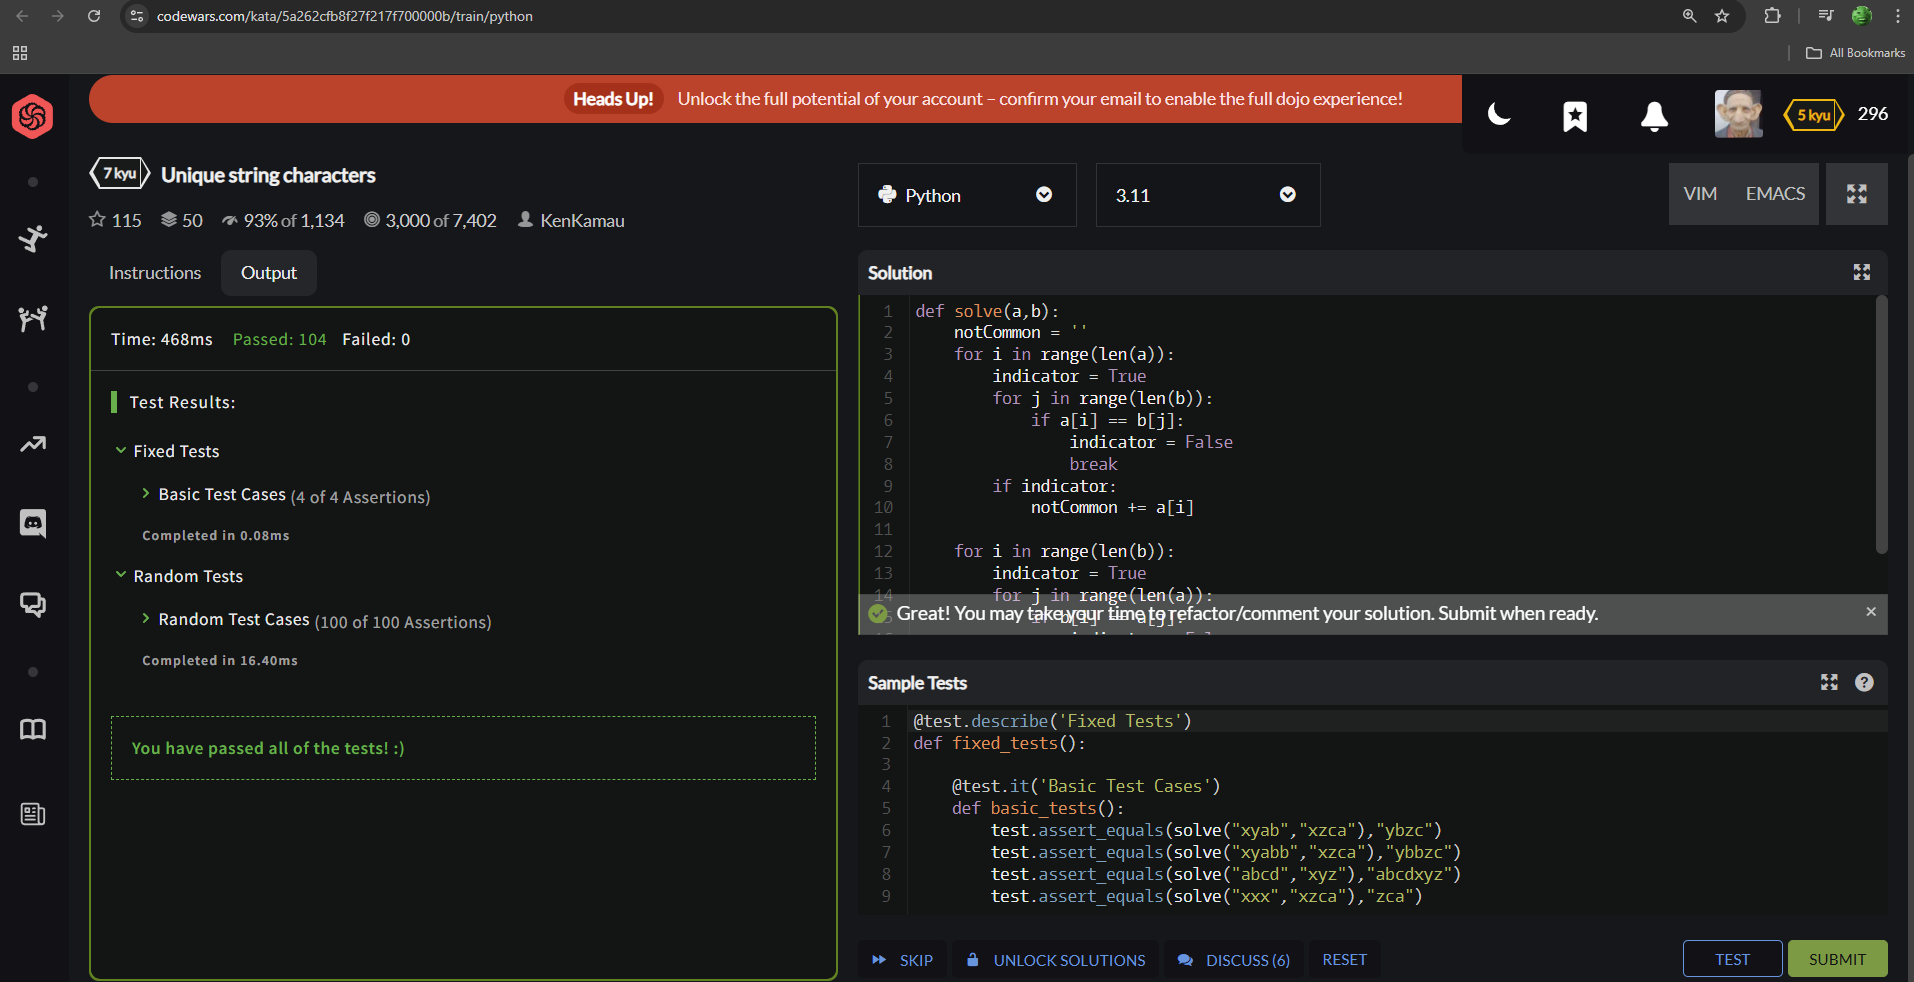 codewars.com/kata/5a262cfb8f27f217f700000b/train/python
All Bookmarks
Heads Up! Unlock the full potential of your account – confirm your email to enable the full dojo experience!
5 kyu 296
7 kyu Unique string characters
115 50 93% of 1,134 3,000 of 7,402 KenKamau
Instructions Output
Time: 468ms Passed: 104 Failed: 0
Test Results:
Fixed Tests
Basic Test Cases (4 of 4 Assertions)
Completed in 0.08ms
Random Tests
Random Test Cases (100 of 100 Assertions)
Completed in 16.40ms
You have passed all of the tests! :)
Python 3.11 VIM EMACS
Solution
1 def solve(a,b):
2     notCommon = ''
3     for i in range(len(a)):
4         indicator = True
5         for j in range(len(b)):
6             if a[i] == b[j]:
7                 indicator = False
8                 break
9         if indicator:
10             notCommon += a[i]
11
12     for i in range(len(b)):
13         indicator = True
14         for j in range(len(a)):
Great! You may take your time to refactor/comment your solution. Submit when ready.
Sample Tests
1 @test.describe('Fixed Tests')
2 def fixed_tests():
3
4     @test.it('Basic Test Cases')
5     def basic_tests():
6         test.assert_equals(solve("xyab","xzca"),"ybzc")
7         test.assert_equals(solve("xyabb","xzca"),"ybbzc")
8         test.assert_equals(solve("abcd","xyz"),"abcdxyz")
9         test.assert_equals(solve("xxx","xzca"),"zca")
SKIP UNLOCK SOLUTIONS DISCUSS (6) RESET TEST SUBMIT